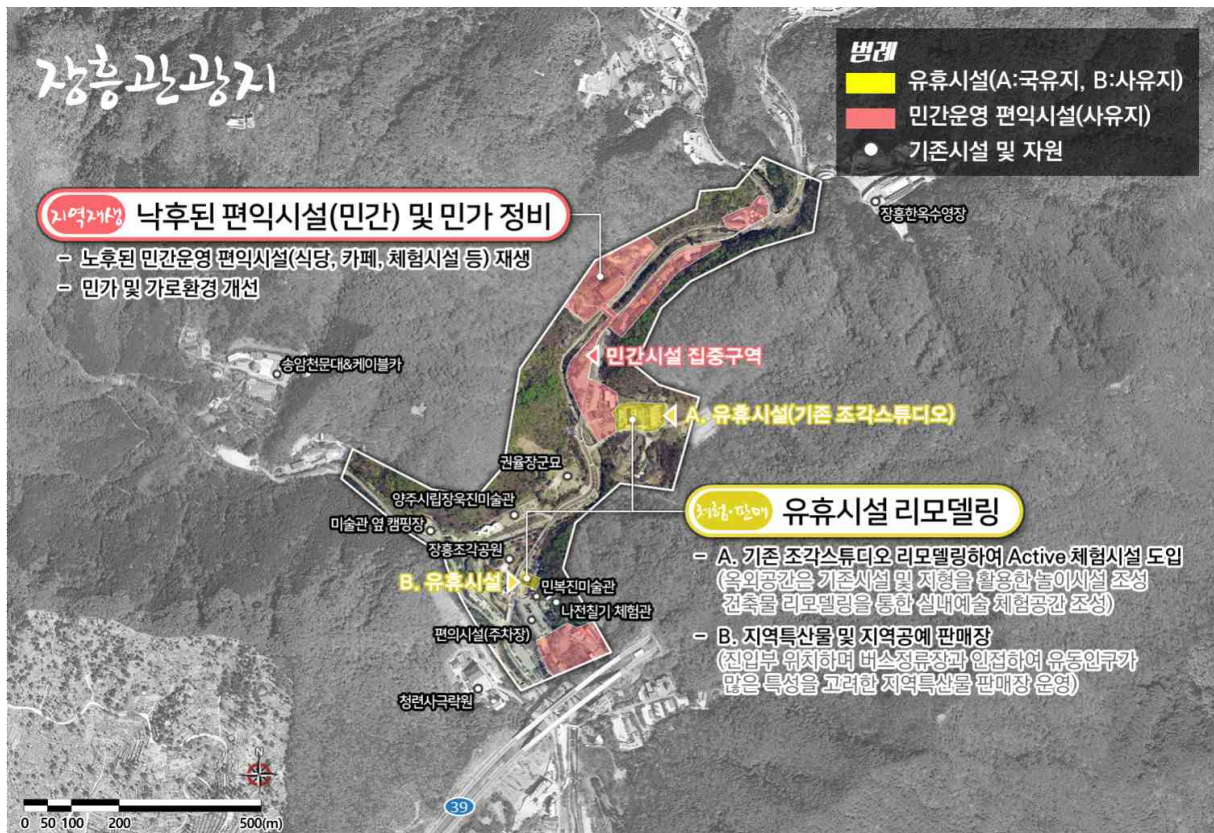 장흥관광지
범례
유휴시설(A:국유지, B:사유지)
민간운영 편익시설(사유지)
기존시설 및 자원
장흥한옥수영장
지역재생 낙후된 편익시설(민간) 및 민가 정비
- 노후된 민간운영 편익시설(식당, 카페, 체험시설 등) 재생
- 민가 및 가로환경 개선
송암천문대&케이블카
민간시설 집중구역
A. 유휴시설(기존 조각스튜디오)
권율장군묘
양주시립장욱진미술관
미술관 옆 캠핑장
장흥조각공원
B. 유휴시설
민복진미술관
나전칠기 체험관
편의시설(주차장)
청련사극락원
체험·판매 유휴시설 리모델링
- A. 기존 조각스튜디오 리모델링하여 Active 체험시설 도입
(옥외공간은 기존시설 및 지형을 활용한 놀이시설 조성
건축물 리모델링을 통한 실내예술 체험공간 조성)
- B. 지역특산물 및 지역공예 판매장
(진입부 위치하며 버스정류장과 인접하여 유동인구가
많은 특성을 고려한 지역특산물 판매장 운영)
N
39
0 50 100 200 500(m)